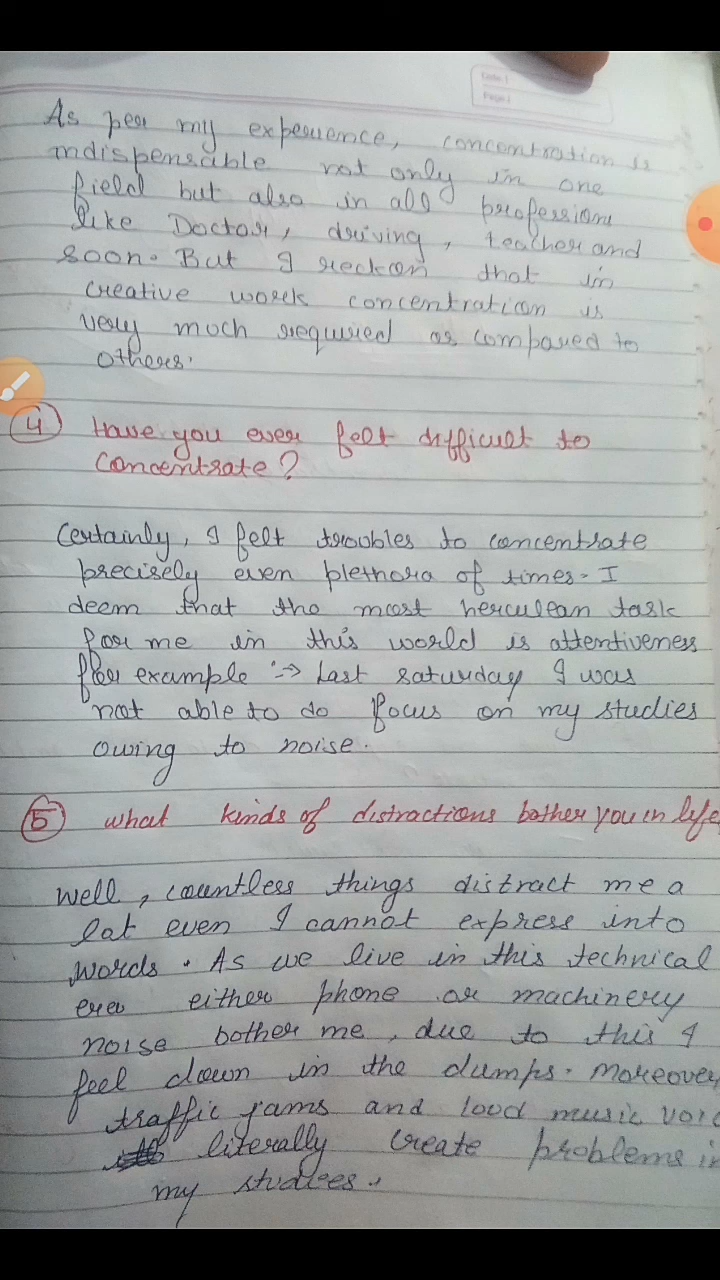 Date :
Page :
As per my experience, concentration is
indispensable not only in one
field but also in all profession
like Doctor, driving, teacher and
soon. But I reckon that in
creative work concentration is
very much required as compared to
others.
4 Have you ever felt difficult to
concentrate?
Certainly, I felt troubles to concentrate
precisely even plethora of times. I
deem that the most herculean task
for me in this world is attentiveness
for example :→ Last saturday I was
not able to do focus on my studies
owing to noise.
5 what kinds of distractions bother you in life
Well, countless things distract me a
lot even I cannot express into
words. As we live in this technical
era either phone or machinery
noise bother me, due to this I
feel down in the dumps. Moreover,
traffic jams and loud music
literally create problems in
my studies.